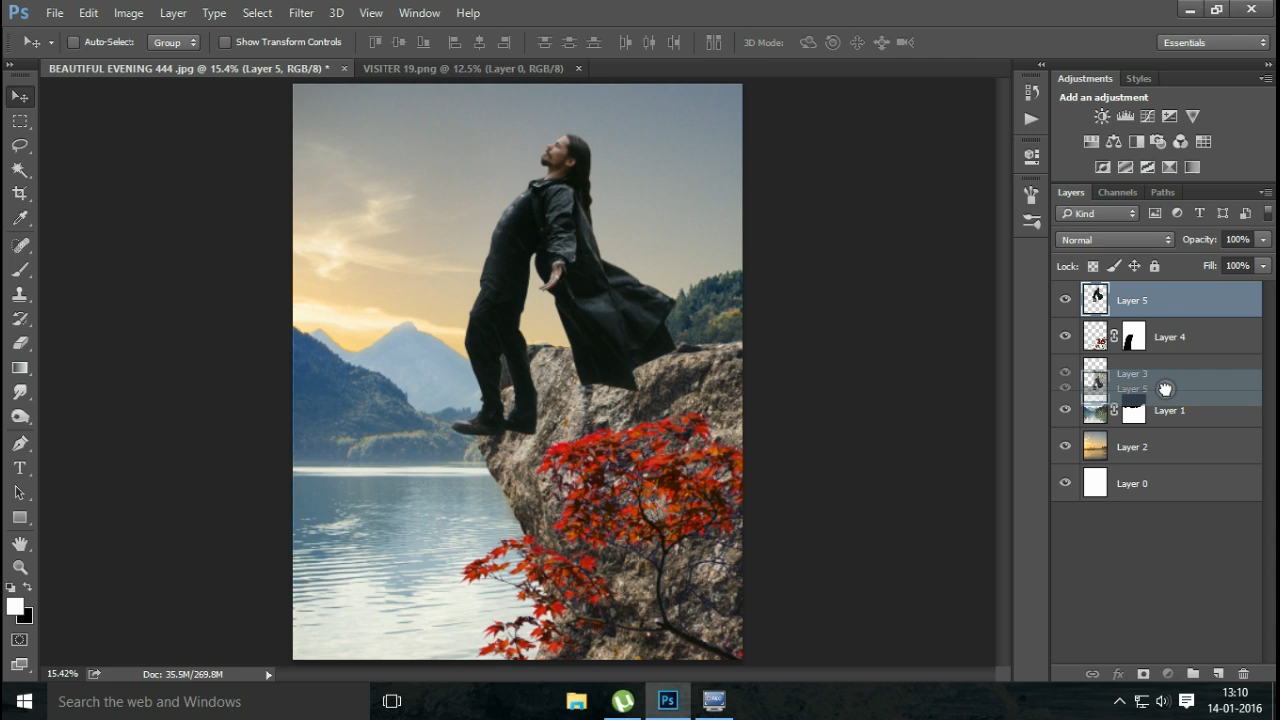 Ps File Edit Image Layer Type Select Filter 3D View Window Help
Auto-Select: Group Show Transform Controls 3D Mode: Essentials
BEAUTIFUL EVENING 444 .jpg @ 15.4% (Layer 5, RGB/8) * × VISITER 19.png @ 12.5% (Layer 0, RGB/8) ×
Adjustments Styles
Add an adjustment
Layers Channels Paths
Kind
Normal Opacity: 100%
Lock: Fill: 100%
Layer 5
Layer 4
Layer 3
Layer 5
Layer 1
Layer 2
Layer 0
15.42% Doc: 35.5M/269.8M
Search the web and Windows
Ps
13:10
14-01-2016